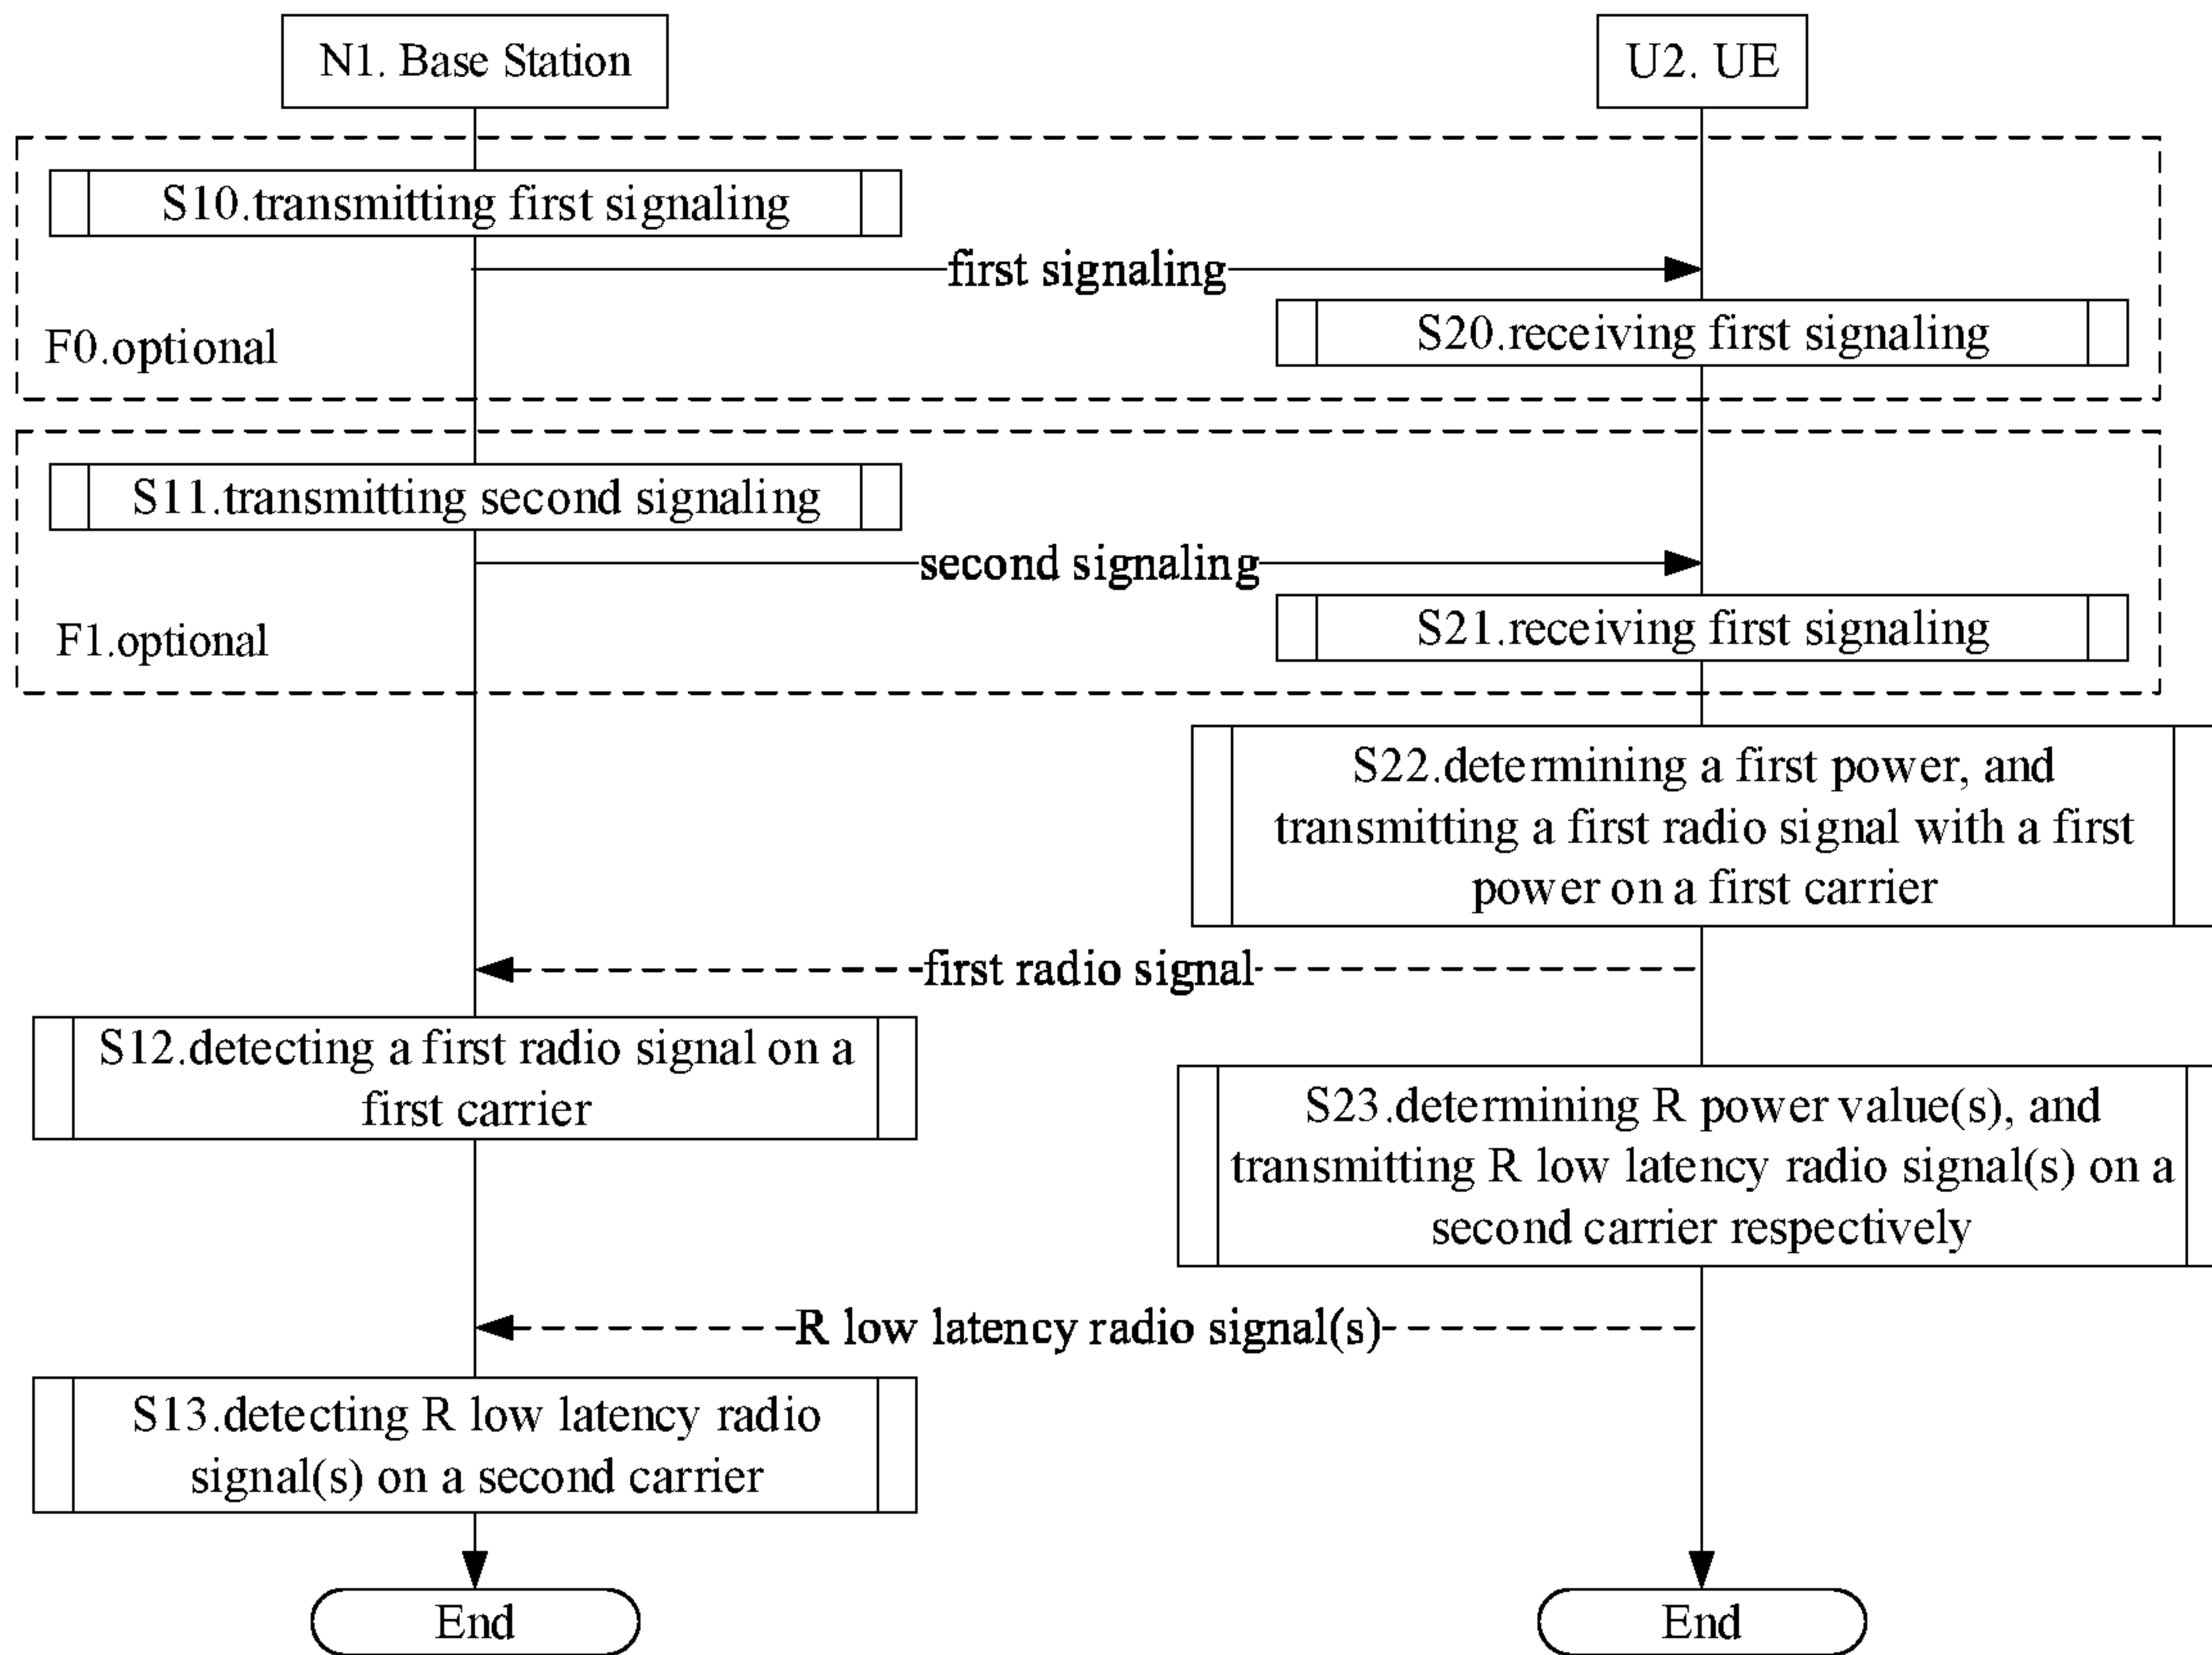 N1. Base Station
U2. UE
S10.transmitting first signaling
first signaling
S20.receiving first signaling
F0.optional
S11.transmitting second signaling
second signaling
S21.receiving first signaling
F1.optional
S22.determining a first power, and
transmitting a first radio signal with a first
power on a first carrier
first radio signal
S12.detecting a first radio signal on a
first carrier
S23.determining R power value(s), and
transmitting R low latency radio signal(s) on a
second carrier respectively
R low latency radio signal(s)
S13.detecting R low latency radio
signal(s) on a second carrier
End
End